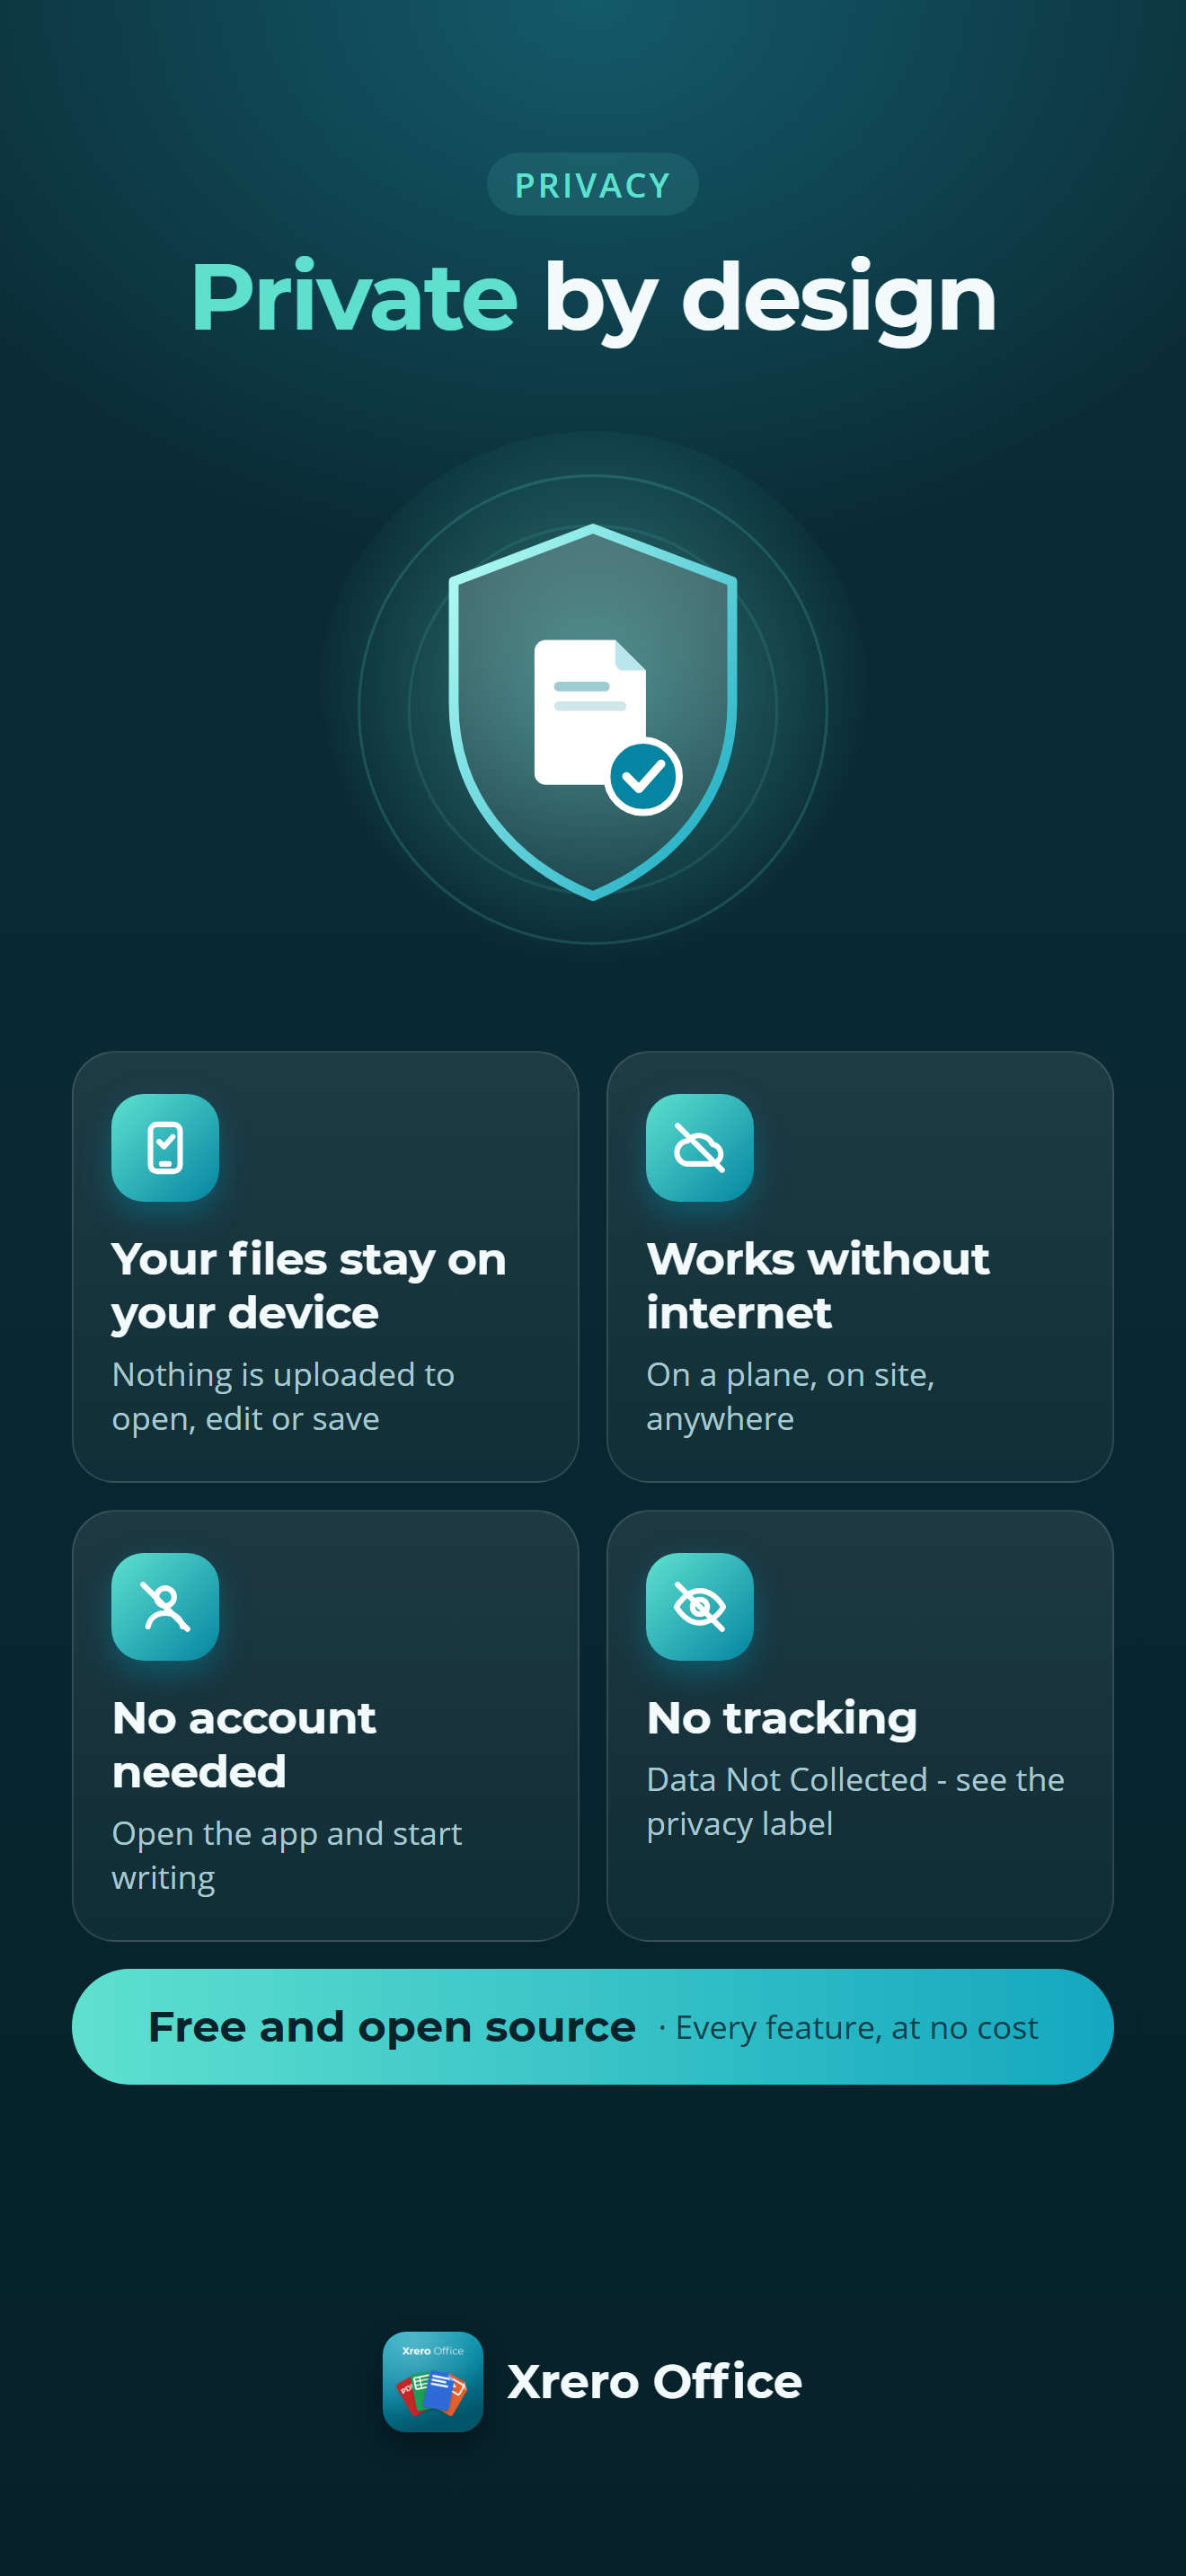 PRIVACY
Private by design
Your files stay on
your device
Nothing is uploaded to
open, edit or save
Works without
internet
On a plane, on site,
anywhere
No account
needed
Open the app and start
writing
No tracking
Data Not Collected - see the
privacy label
Free and open source · Every feature, at no cost
Xrero Office
PDF
Xrero Office